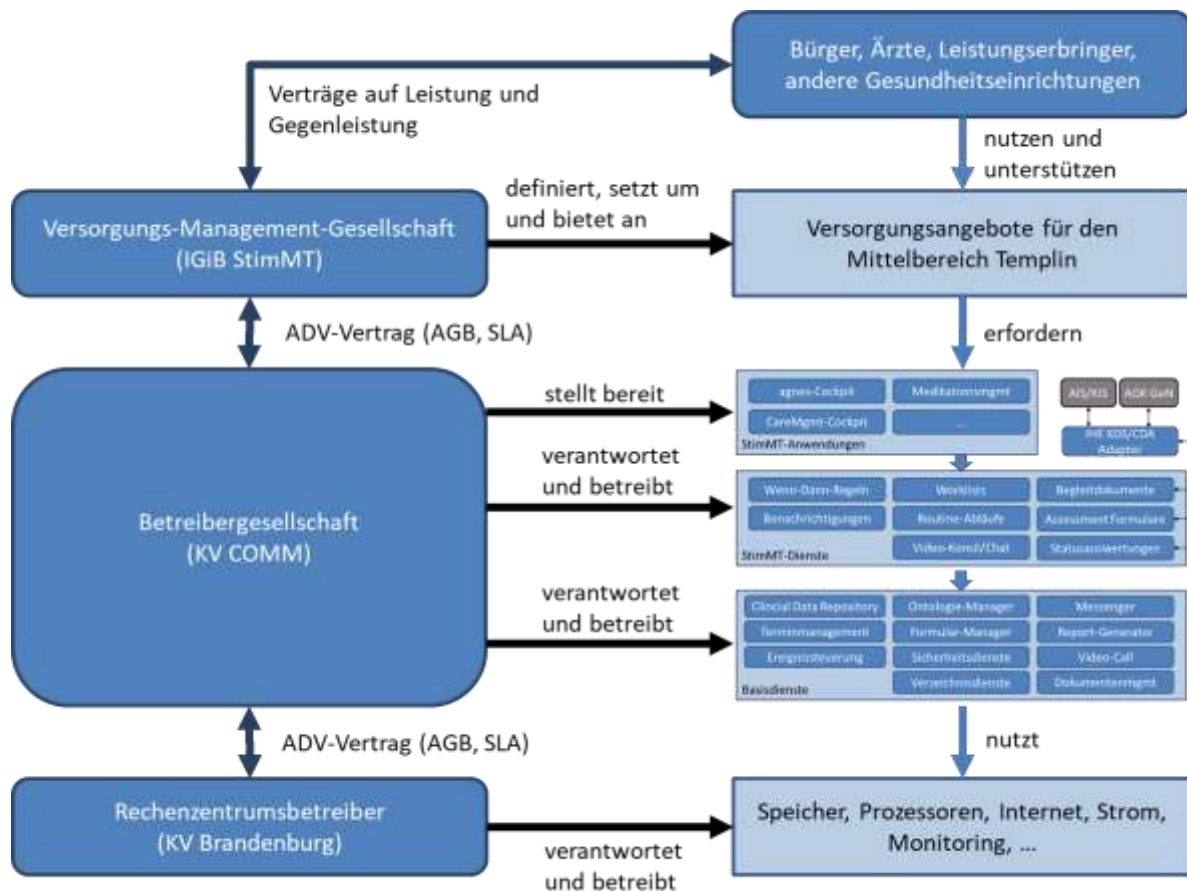 Bürger, Ärzte, Leistungserbringer,
andere Gesundheitseinrichtungen
Verträge auf Leistung und
Gegenleistung
nutzen und
unterstützen
definiert, setzt um
und bietet an
Versorgungs-Management-Gesellschaft
(IGiB StimMT)
Versorgungsangebote für den
Mittelbereich Templin
ADV-Vertrag (AGB, SLA)
erfordern
stellt bereit
agnes-Cockpit
Medikationsmgmt
CareMgmt-Cockpit
...
StimMT-Anwendungen
AIS/KIS
ADK GeN
IHE XDS/CDA
Adapter
verantwortet
und betreibt
Wenn-Dann-Regeln
Worklists
Begleitdokumente
Benachrichtigungen
Routine-Abläufe
Assessment Formulare
Video-Konsil/Chat
Statusauswertungen
StimMT-Dienste
Betreibergesellschaft
(KV COMM)
verantwortet
und betreibt
Clincial Data Repository
Ontologie-Manager
Messenger
Terminmanagement
Formular-Manager
Report-Generator
Ereignissteuerung
Sicherheitsdienste
Video-Call
Verzeichnisdienste
Dokumentenmgmt
Basisdienste
ADV-Vertrag (AGB, SLA)
nutzt
Rechenzentrumsbetreiber
(KV Brandenburg)
Speicher, Prozessoren, Internet, Strom,
Monitoring, ...
verantwortet
und betreibt